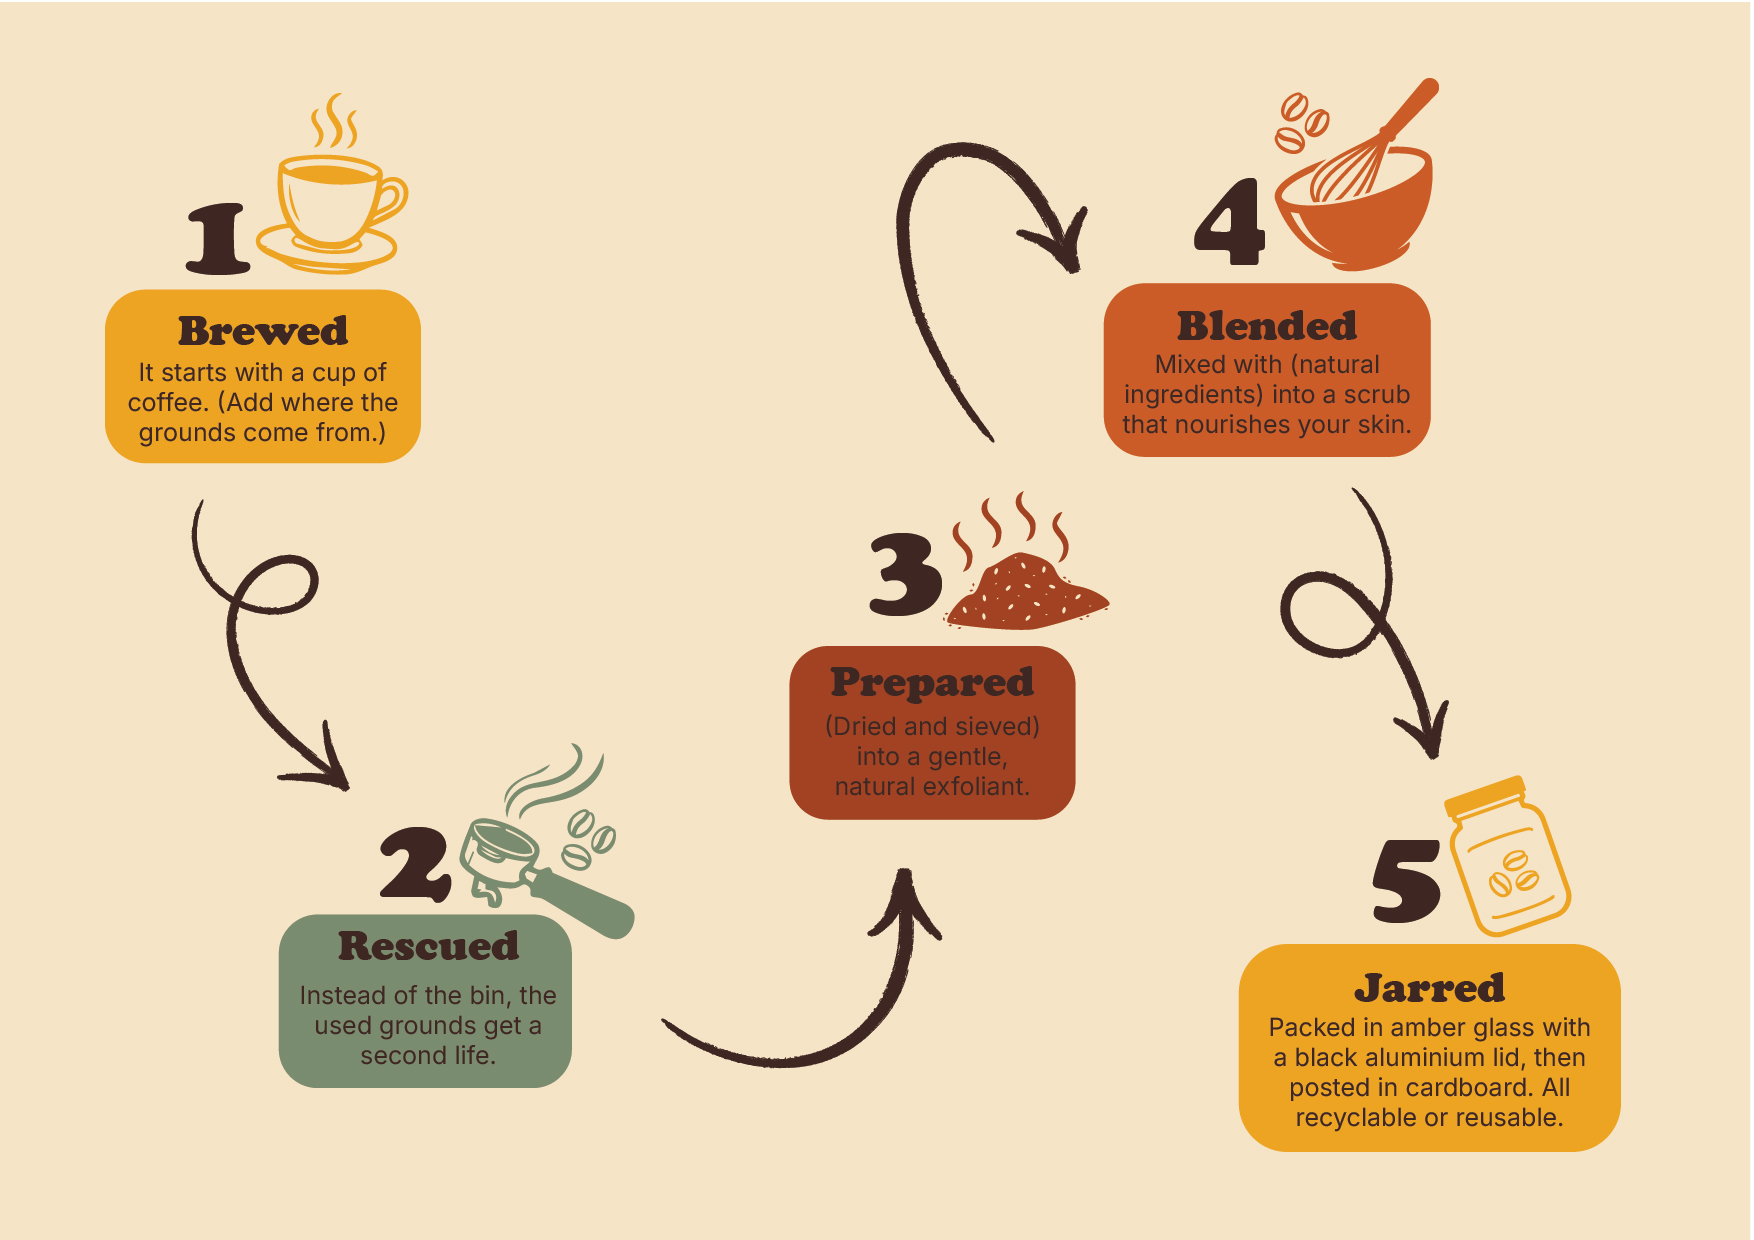 1
Brewed
It starts with a cup of
coffee. (Add where the
grounds come from.)
2
Rescued
Instead of the bin, the
used grounds get a
second life.
3
Prepared
(Dried and sieved)
into a gentle,
natural exfoliant.
4
Blended
Mixed with (natural
ingredients) into a scrub
that nourishes your skin.
5
Jarred
Packed in amber glass with
a black aluminium lid, then
posted in cardboard. All
recyclable or reusable.